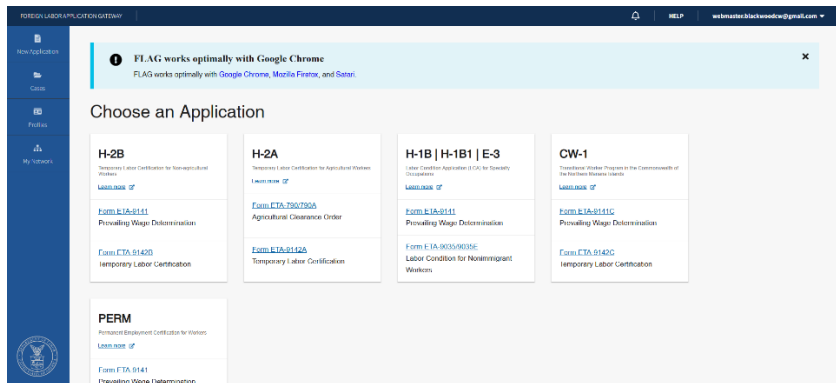 FOREIGN LABOR APPLICATION GATEWAY
HELP
webmaster.blackwoodcw@gmail.com
New Application
Cases
Profiles
My Network
FLAG works optimally with Google Chrome
FLAG works optimally with Google Chrome, Mozilla Firefox, and Safari.
Choose an Application
H-2B
Temporary Labor Certification for Non-agricultural
Workers
Learn more
Form ETA-9141
Prevailing Wage Determination
Form ETA-9142B
Temporary Labor Certification
H-2A
Temporary Labor Certification for Agricultural Workers
Learn more
Form ETA-790/790A
Agricultural Clearance Order
Form ETA-9142A
Temporary Labor Certification
H-1B | H-1B1 | E-3
Labor Condition Application (LCA) for Specialty
Occupations
Learn more
Form ETA-9141
Prevailing Wage Determination
Form ETA-9035/9035E
Labor Condition for Nonimmigrant
Workers
CW-1
Transitional Worker Program in the Commonwealth of
the Northern Mariana Islands
Learn more
Form ETA-9141C
Prevailing Wage Determination
Form ETA-9142C
Temporary Labor Certification
PERM
Permanent Employment Certification for Workers
Learn more
Form ETA-9141
Prevailing Wage Determination